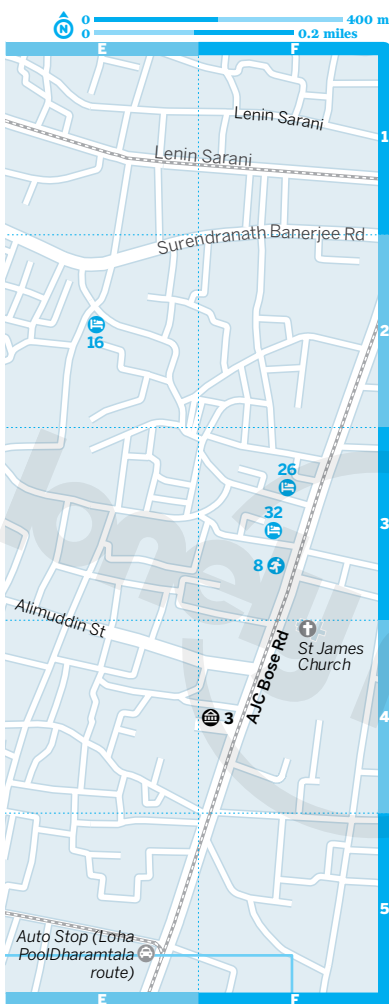 N
0 400 m
0 0.2 miles
E F
Lenin Sarani
1
Lenin Sarani
Surendranath Banerjee Rd
2
16
26
32
3
8
Alimuddin St
St James
Church
AJC Bose Rd
3
4
5
Auto Stop (Loha
PoolDharamtala
route)
E F